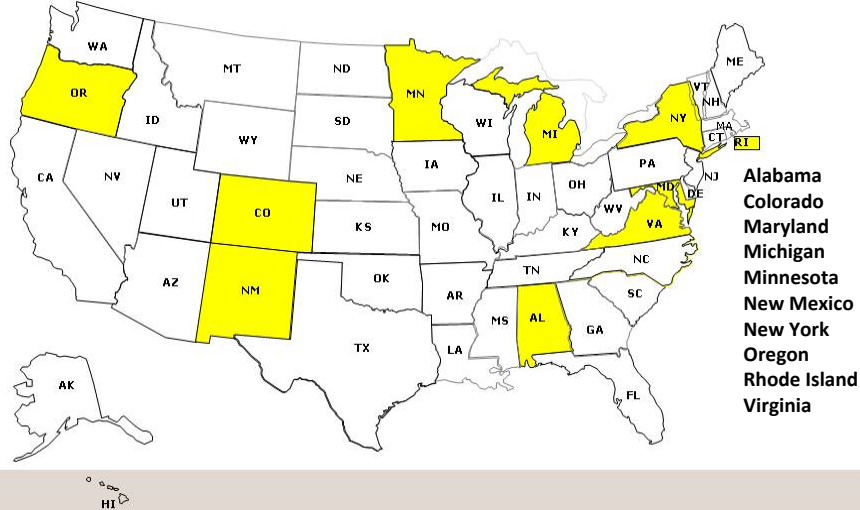 WA
MT
ND
MN
ME
VT
NH
OR
ID
SD
WI
MI
NY
MA
CT
RI
WY
IA
PA
NJ
CA
NV
UT
CO
NE
IL
IN
OH
MD
DE
WV
VA
KS
MO
KY
NC
AZ
NM
OK
AR
TN
SC
MS
AL
GA
TX
LA
FL
AK
HI
Alabama
Colorado
Maryland
Michigan
Minnesota
New Mexico
New York
Oregon
Rhode Island
Virginia